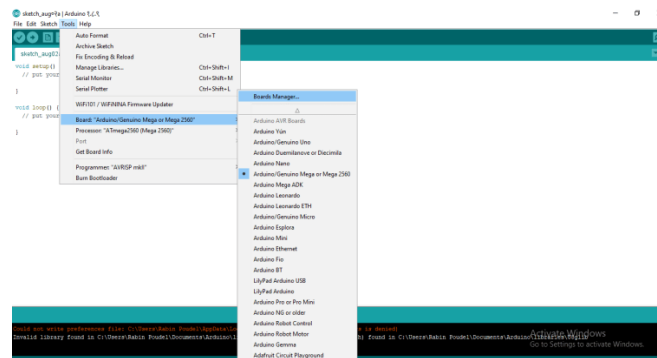 | Arduino
File Edit Sketch Tools Help
void setup()
// put your
}
void loop() {
// put your
}
Auto Format Ctrl+T
Archive Sketch
Fix Encoding & Reload
Manage Libraries... Ctrl+Shift+I
Serial Monitor Ctrl+Shift+M
Serial Plotter Ctrl+Shift+L
WiFi101 / WiFiNINA Firmware Updater
Board: "Arduino/Genuino Mega or Mega 2560"
Processor: "ATmega2560 (Mega 2560)"
Port
Get Board Info
Programmer: "AVRISP mkII"
Burn Bootloader
Boards Manager...
Arduino AVR Boards
Arduino Yún
Arduino/Genuino Uno
Arduino Duemilanove or Diecimila
Arduino Nano
Arduino/Genuino Mega or Mega 2560
Arduino Mega ADK
Arduino Leonardo
Arduino Leonardo ETH
Arduino/Genuino Micro
Arduino Esplora
Arduino Mini
Arduino Ethernet
Arduino Fio
Arduino BT
LilyPad Arduino USB
LilyPad Arduino
Arduino Pro or Pro Mini
Arduino NG or older
Arduino Robot Control
Arduino Robot Motor
Arduino Gemma
Adafruit Circuit Playground
Could not write preferences file: C:\Users\Rabin Poudel\AppData\Lo is denied)
Invalid library found in C:\Users\Rabin Poudel\Documents\Arduino\l h) found in C:\Users\Rabin Poudel\Documents\Arduino\libraries\
Activate Windows
Go to Settings to activate Windows.